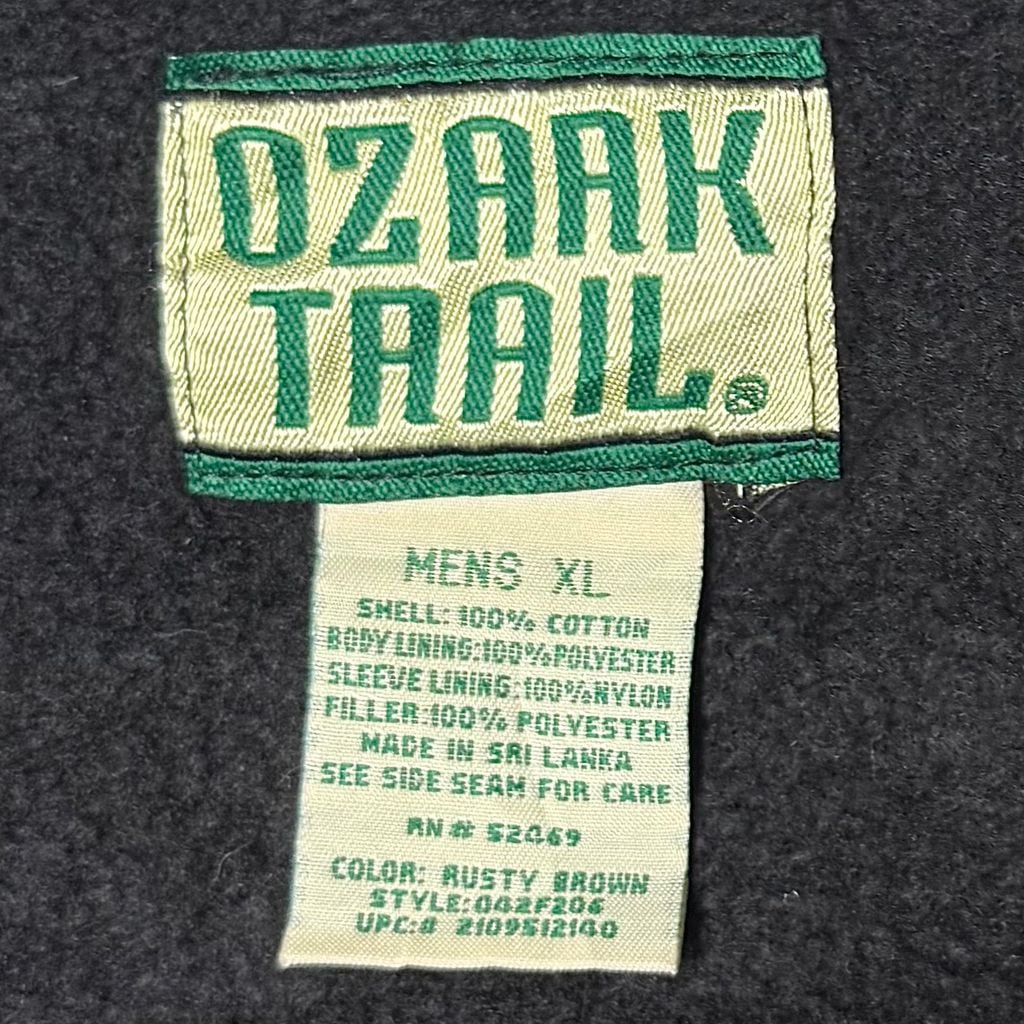 OZARK
TRAIL®
MENS XL
SHELL: 100% COTTON
BODY LINING:100%POLYESTER
SLEEVE LINING:100%NYLON
FILLER:100% POLYESTER
MADE IN SRI LANKA
SEE SIDE SEAM FOR CARE
RN# 52469
COLOR: RUSTY BROWN
STYLE:042F206
UPC:# 2109512140